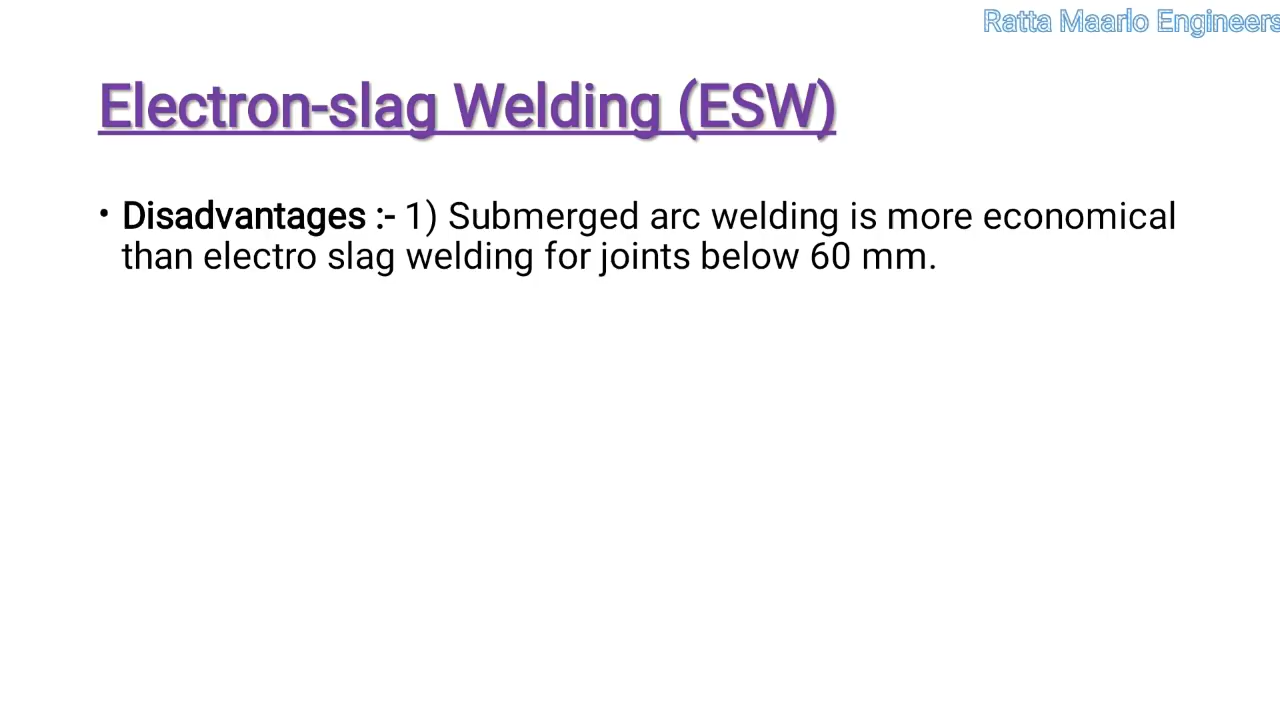 Ratta Maarlo Engineers
Electron-slag Welding (ESW)
• Disadvantages :- 1) Submerged arc welding is more economical
than electro slag welding for joints below 60 mm.